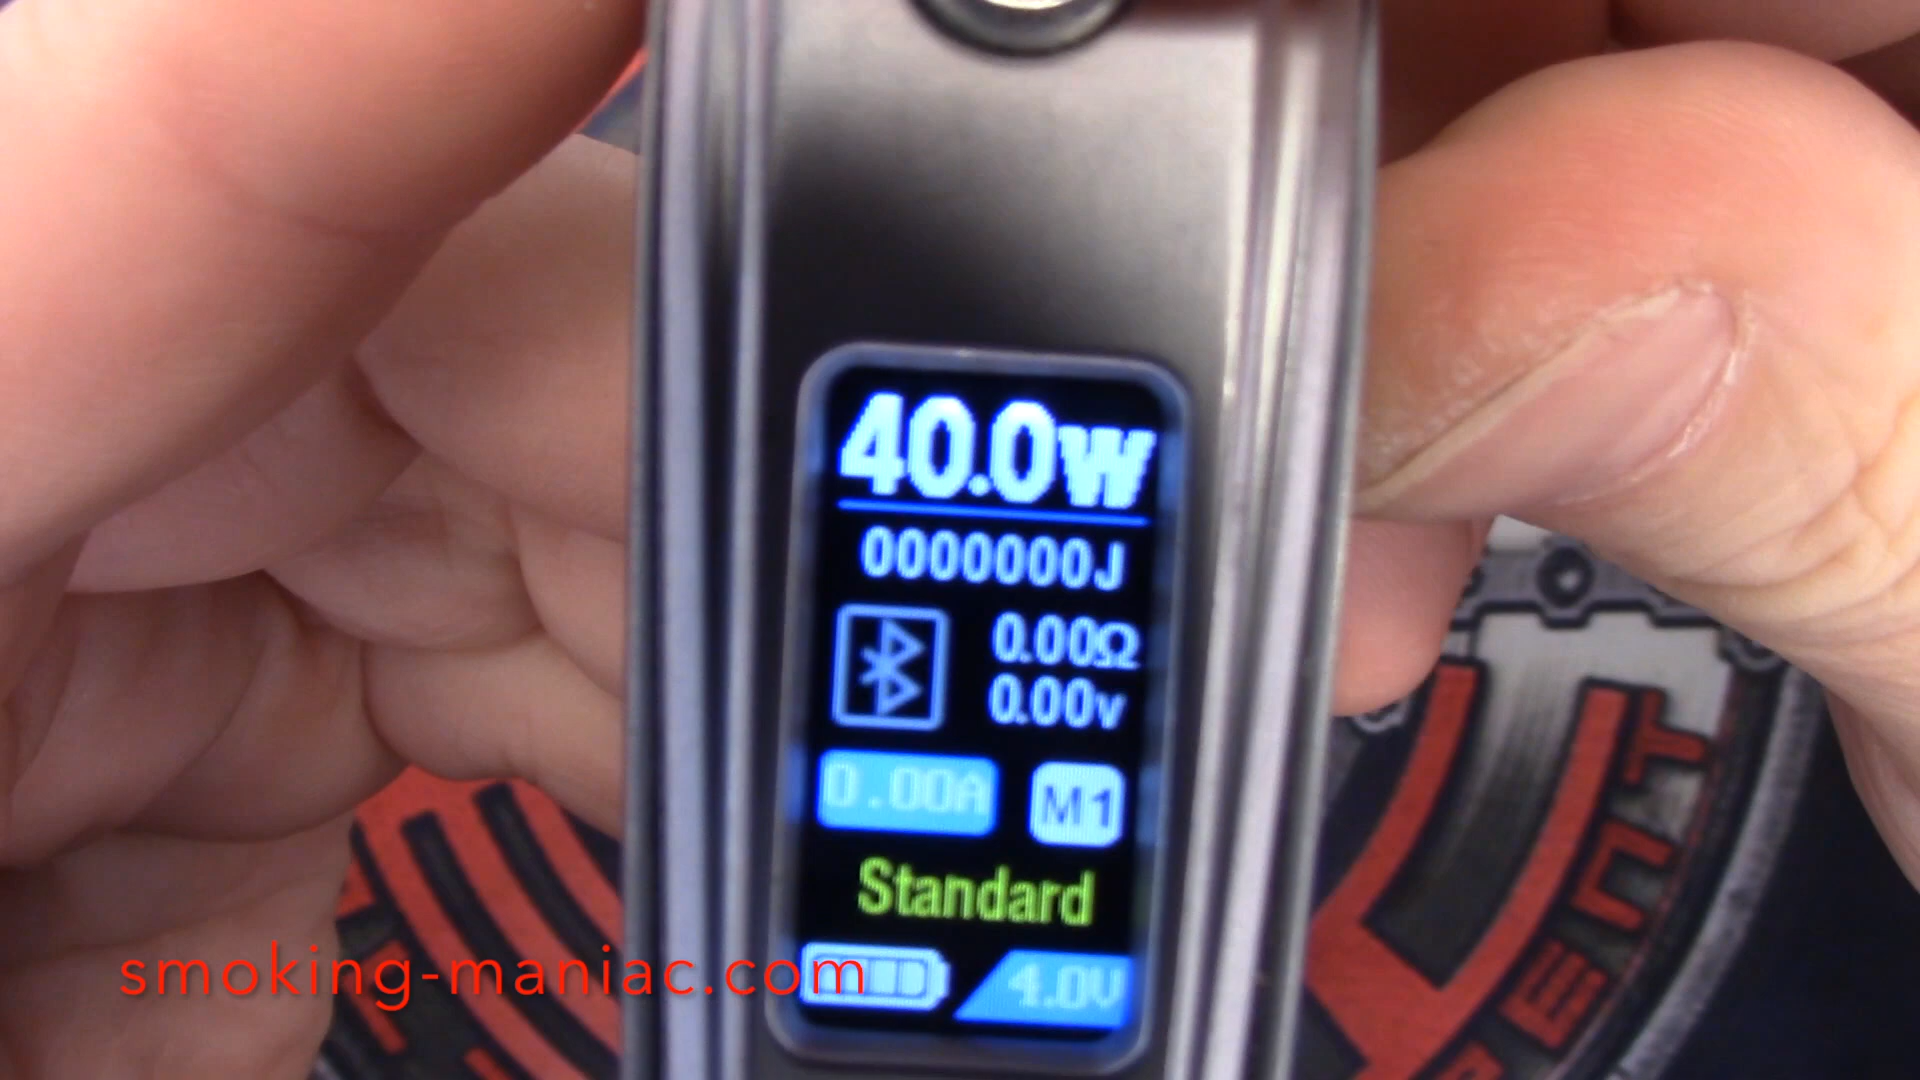 40.0W
0000000J
0.00Ω
0.00v
0.00A M1
Standard
4.0V
smoking-maniac.com